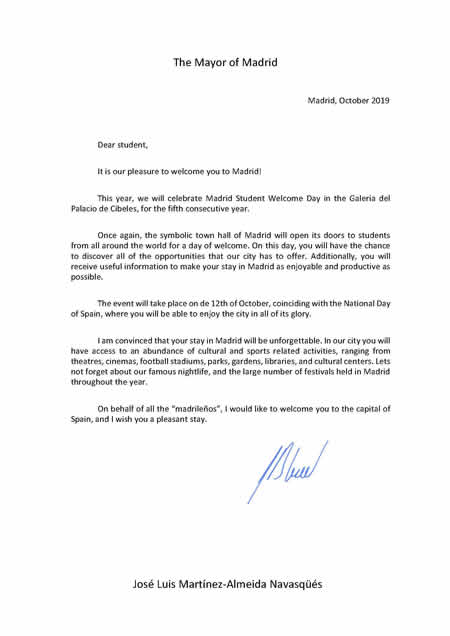 The Mayor of Madrid
Madrid, October 2019
Dear student,
It is our pleasure to welcome you to Madrid!
This year, we will celebrate Madrid Student Welcome Day in the Galería del
Palacio de Cibeles, for the fifth consecutive year.
Once again, the symbolic town hall of Madrid will open its doors to students
from all around the world for a day of welcome. On this day, you will have the chance
to discover all of the opportunities that our city has to offer. Additionally, you will
receive useful information to make your stay in Madrid as enjoyable and productive as
possible.
The event will take place on de 12th of October, coinciding with the National Day
of Spain, where you will be able to enjoy the city in all of its glory.
I am convinced that your stay in Madrid will be unforgettable. In our city you will
have access to an abundance of cultural and sports related activities, ranging from
theatres, cinemas, football stadiums, parks, gardens, libraries, and cultural centers. Lets
not forget about our famous nightlife, and the large number of festivals held in Madrid
throughout the year.
On behalf of all the “madrileños”, I would like to welcome you to the capital of
Spain, and I wish you a pleasant stay.
José Luis Martínez-Almeida Navasqüés